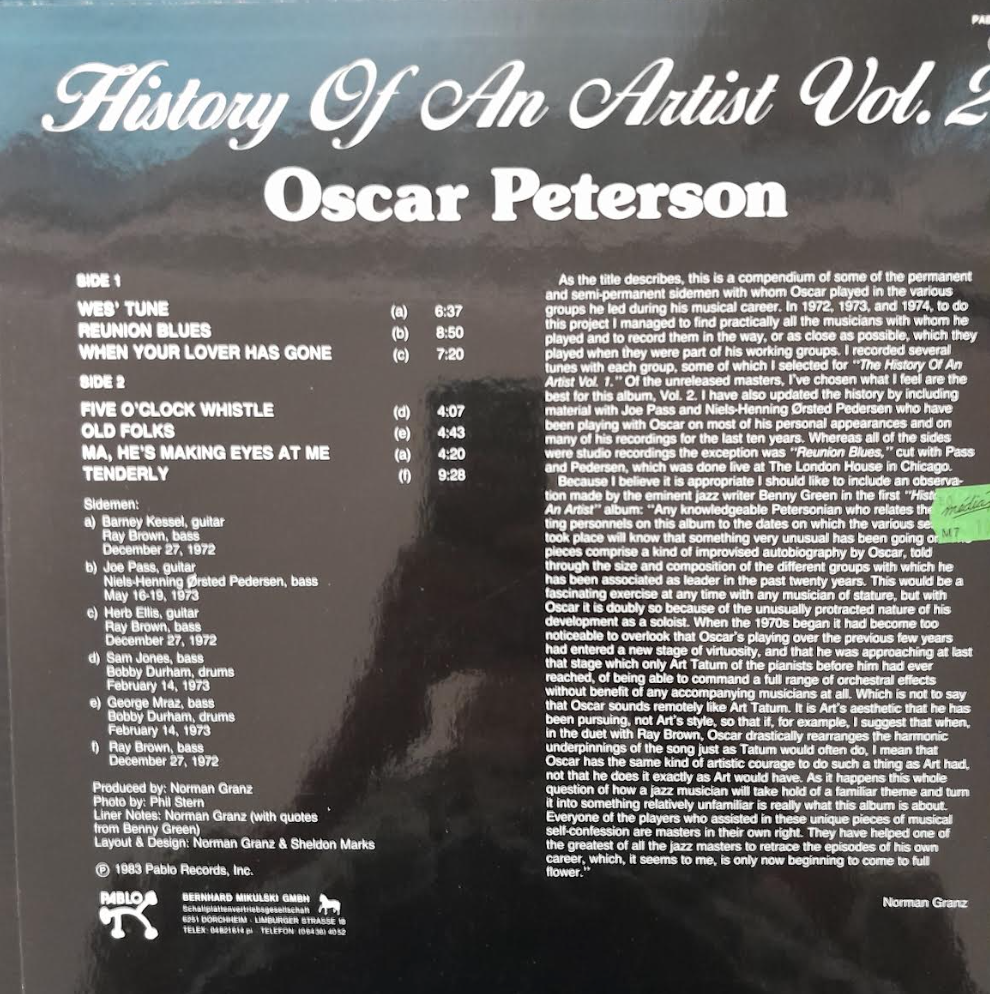 PAB
History Of An Artist Vol. 2
Oscar Peterson
SIDE 1
WES' TUNE (a) 6:37
REUNION BLUES (b) 8:50
WHEN YOUR LOVER HAS GONE (c) 7:20
SIDE 2
FIVE O'CLOCK WHISTLE (d) 4:07
OLD FOLKS (e) 4:43
MA, HE'S MAKING EYES AT ME (a) 4:20
TENDERLY (f) 9:28
Sidemen:
a) Barney Kessel, guitar
Ray Brown, bass
December 27, 1972
b) Joe Pass, guitar
Niels-Henning Ørsted Pedersen, bass
May 16-19, 1973
c) Herb Ellis, guitar
Ray Brown, bass
December 27, 1972
d) Sam Jones, bass
Bobby Durham, drums
February 14, 1973
e) George Mraz, bass
Bobby Durham, drums
February 14, 1973
f) Ray Brown, bass
December 27, 1972
Produced by: Norman Granz
Photo by: Phil Stern
Liner Notes: Norman Granz (with quotes
from Benny Green)
Layout & Design: Norman Granz & Sheldon Marks
Ⓟ 1983 Pablo Records, Inc.
PABLO
BERNHARD MIKULSKI GMBH
Schallplattenvertriebsgesellschaft
6251 DORCHHEIM · LIMBURGER STRASSE 18
TELEX: TELEFON:
As the title describes, this is a compendium of some of the permanent
and semi-permanent sidemen with whom Oscar played in the various
groups he led during his musical career. In 1972, 1973, and 1974, to do
this project I managed to find practically all the musicians with whom he
played and to record them in the way, or as close as possible, which they
played when they were part of his working groups. I recorded several
tunes with each group, some of which I selected for "The History Of An
Artist Vol. 1." Of the unreleased masters, I've chosen what I feel are the
best for this album, Vol. 2. I have also updated the history by including
material with Joe Pass and Niels-Henning Ørsted Pedersen who have
been playing with Oscar on most of his personal appearances and on
many of his recordings for the last ten years. Whereas all of the sides
were studio recordings the exception was "Reunion Blues," cut with Pass
and Pedersen, which was done live at The London House in Chicago.
Because I believe it is appropriate I should like to include an observa-
tion made by the eminent jazz writer Benny Green in the first "Hist
An Artist" album: "Any knowledgeable Petersonian who relates the
ting personnels on this album to the dates on which the various se
took place will know that something very unusual has been going on
pieces comprise a kind of improvised autobiography by Oscar, told
through the size and composition of the different groups with which he
has been associated as leader in the past twenty years. This would be a
fascinating exercise at any time with any musician of stature, but with
Oscar it is doubly so because of the unusually protracted nature of his
development as a soloist. When the 1970s began it had become too
noticeable to overlook that Oscar's playing over the previous few years
had entered a new stage of virtuosity, and that he was approaching at last
that stage which only Art Tatum of the pianists before him had ever
reached, of being able to command a full range of orchestral effects
without benefit of any accompanying musicians at all. Which is not to say
that Oscar sounds remotely like Art Tatum. It is Art's aesthetic that he has
been pursuing, not Art's style, so that if, for example, I suggest that when,
in the duet with Ray Brown, Oscar drastically rearranges the harmonic
underpinnings of the song just as Tatum would often do, I mean that
Oscar has the same kind of artistic courage to do such a thing as Art had,
not that he does it exactly as Art would have. As it happens this whole
question of how a jazz musician will take hold of a familiar theme and turn
it into something relatively unfamiliar is really what this album is about.
Everyone of the players who assisted in these unique pieces of musical
self-confession are masters in their own right. They have helped one of
the greatest of all the jazz masters to retrace the episodes of his own
career, which, it seems to me, is only now beginning to come to full
flower."
Norman Granz
média
M7